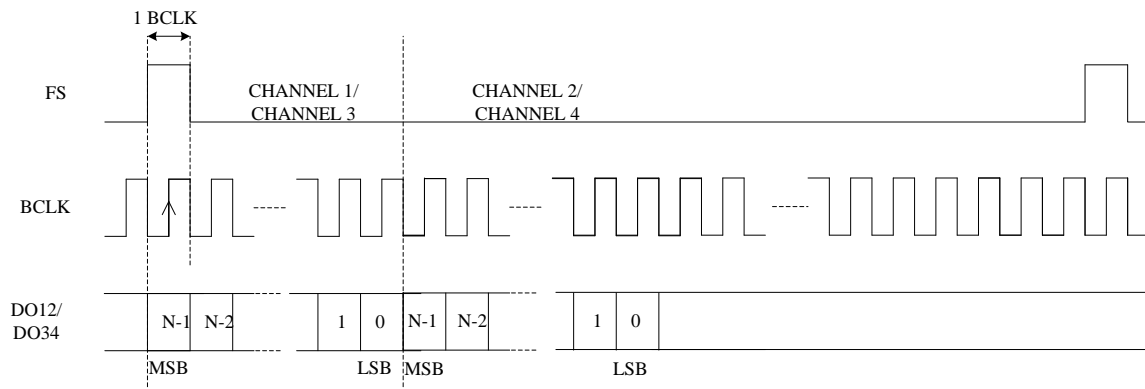 1 BCLK
FS
CHANNEL 1/
CHANNEL 3
CHANNEL 2/
CHANNEL 4
BCLK
DO12/
DO34
N-1 N-2 1 0 N-1 N-2 1 0
MSB LSB MSB LSB